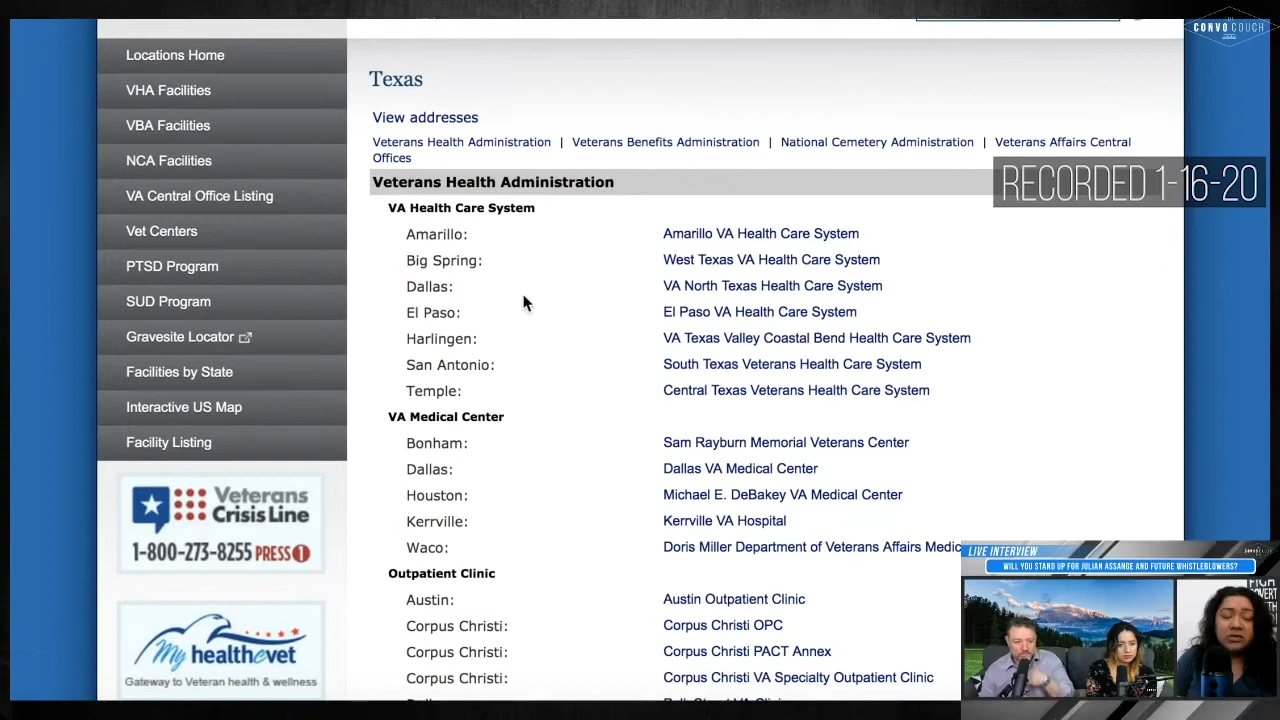 CONVO COUCH
Locations Home
VHA Facilities
VBA Facilities
NCA Facilities
VA Central Office Listing
Vet Centers
PTSD Program
SUD Program
Gravesite Locator
Facilities by State
Interactive US Map
Facility Listing
Veterans
Crisis Line
1-800-273-8255 PRESS 1
My healthevet
Gateway to Veteran health & wellness
Texas
View addresses
Veterans Health Administration | Veterans Benefits Administration | National Cemetery Administration | Veterans Affairs Central
Offices
RECORDED 1-16-20
Veterans Health Administration
VA Health Care System
Amarillo: Amarillo VA Health Care System
Big Spring: West Texas VA Health Care System
Dallas: VA North Texas Health Care System
El Paso: El Paso VA Health Care System
Harlingen: VA Texas Valley Coastal Bend Health Care System
San Antonio: South Texas Veterans Health Care System
Temple: Central Texas Veterans Health Care System
VA Medical Center
Bonham: Sam Rayburn Memorial Veterans Center
Dallas: Dallas VA Medical Center
Houston: Michael E. DeBakey VA Medical Center
Kerrville: Kerrville VA Hospital
Waco: Doris Miller Department of Veterans Affairs Medic
Outpatient Clinic
Austin: Austin Outpatient Clinic
Corpus Christi: Corpus Christi OPC
Corpus Christi: Corpus Christi PACT Annex
Corpus Christi: Corpus Christi VA Specialty Outpatient Clinic
LIVE INTERVIEW
WILL YOU STAND UP FOR JULIAN ASSANGE AND FUTURE WHISTLEBLOWERS?